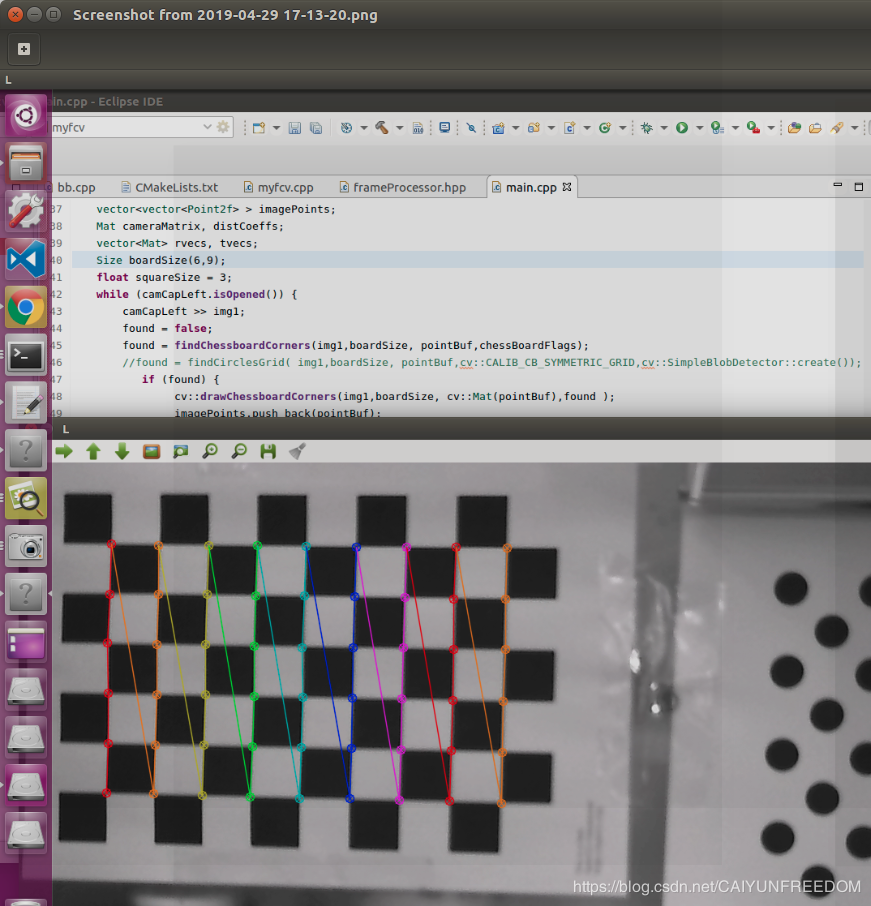 Screenshot from 2019-04-29 17-13-20.png
L
in.cpp - Eclipse IDE
myfcv
bb.cpp
CMakeLists.txt
myfcv.cpp
frameProcessor.hpp
main.cpp
37 vector<vector<Point2f> > imagePoints;
38 Mat cameraMatrix, distCoeffs;
39 vector<Mat> rvecs, tvecs;
40 Size boardSize(6,9);
41 float squareSize = 3;
42 while (camCapLeft.isOpened()) {
43 camCapLeft >> img1;
44 found = false;
45 found = findChessboardCorners(img1,boardSize, pointBuf,chessBoardFlags);
46 //found = findCirclesGrid( img1,boardSize, pointBuf,cv::CALIB_CB_SYMMETRIC_GRID,cv::SimpleBlobDetector::create());
47 if (found) {
48 cv::drawChessboardCorners(img1,boardSize, cv::Mat(pointBuf),found );
49 imagePoints.push_back(pointBuf);
L
https://blog.csdn.net/CAIYUNFREEDOM